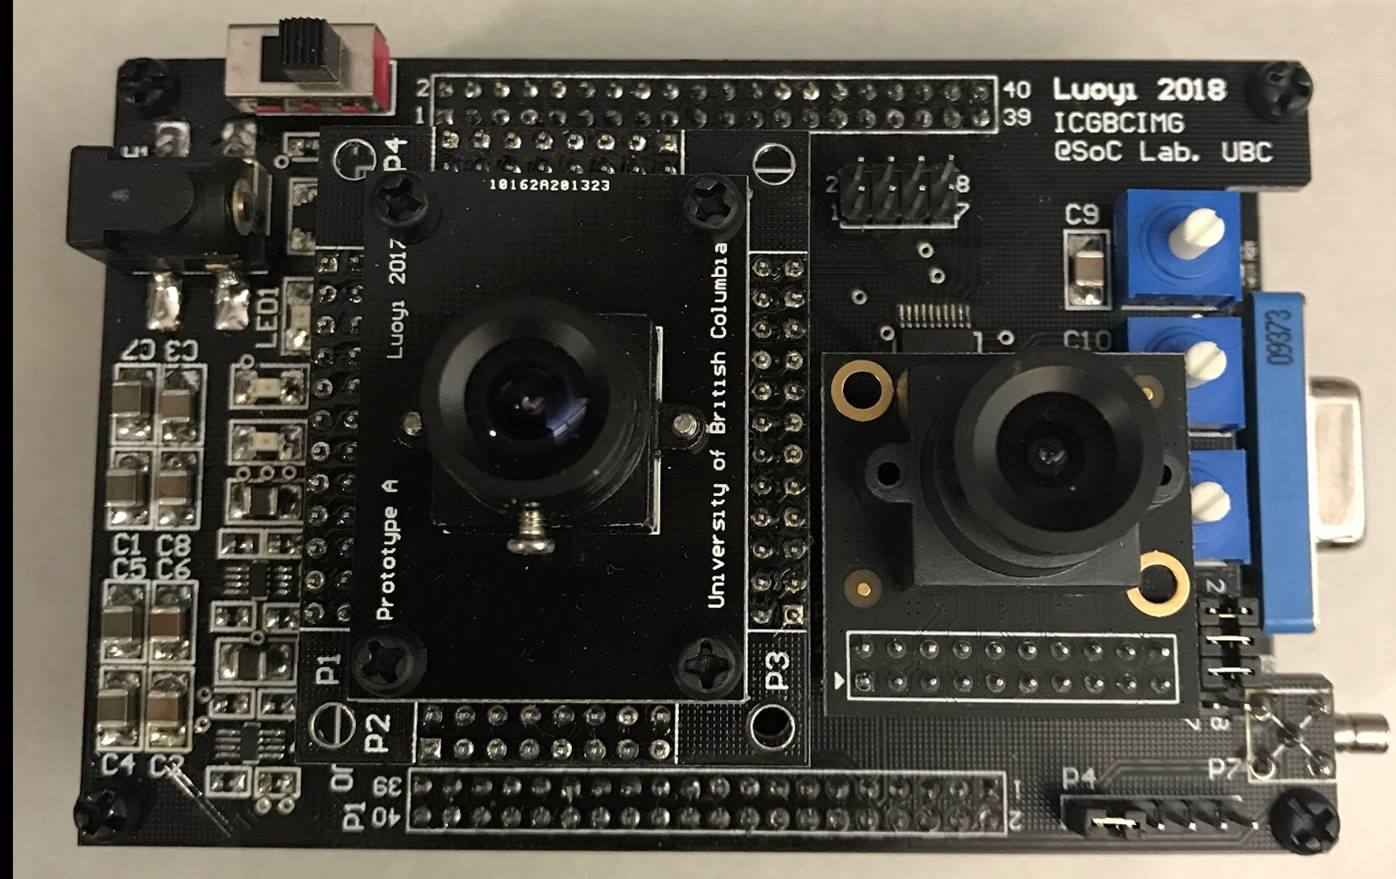 2
1
40
39
Luoyi 2018
ICGBCIMG
@SoC Lab. UBC
P4
10162A201323
2
1
8
7
C9
Luoyi 2017
University of British Columbia
LED1
C10
09373
C7 C3
Prototype A
C1 C8
C5 C6
P1
P3
2
P2
7
8
C4 C2
P7
P4
P1
39
40
1
2